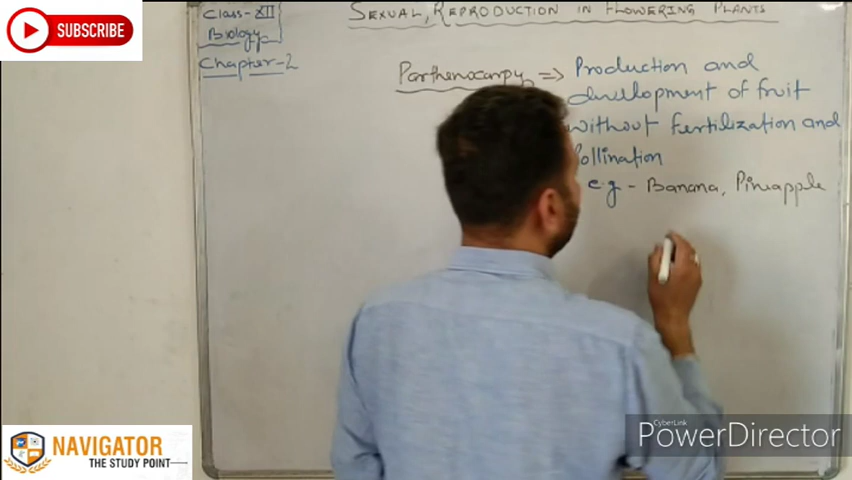 SUBSCRIBE
Class-XII
Biology
Chapter-2
SEXUAL REPRODUCTION IN FLOWERING PLANTS
Parthenocarpy => Production and
development of fruit
without Fertilization and
Pollination
e.g - Banana, Pineapple
NAVIGATOR
THE STUDY POINT
CyberLink
PowerDirector